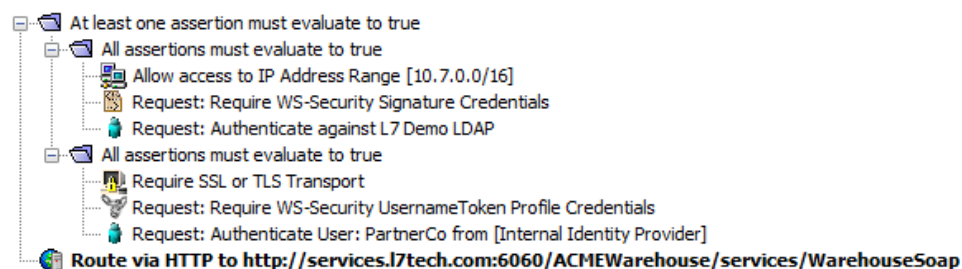 At least one assertion must evaluate to true
All assertions must evaluate to true
Allow access to IP Address Range [10.7.0.0/16]
Request: Require WS-Security Signature Credentials
Request: Authenticate against L7 Demo LDAP
All assertions must evaluate to true
Require SSL or TLS Transport
Request: Require WS-Security UsernameToken Profile Credentials
Request: Authenticate User: PartnerCo from [Internal Identity Provider]
Route via HTTP to http://services.l7tech.com:6060/ACMEWarehouse/services/WarehouseSoap